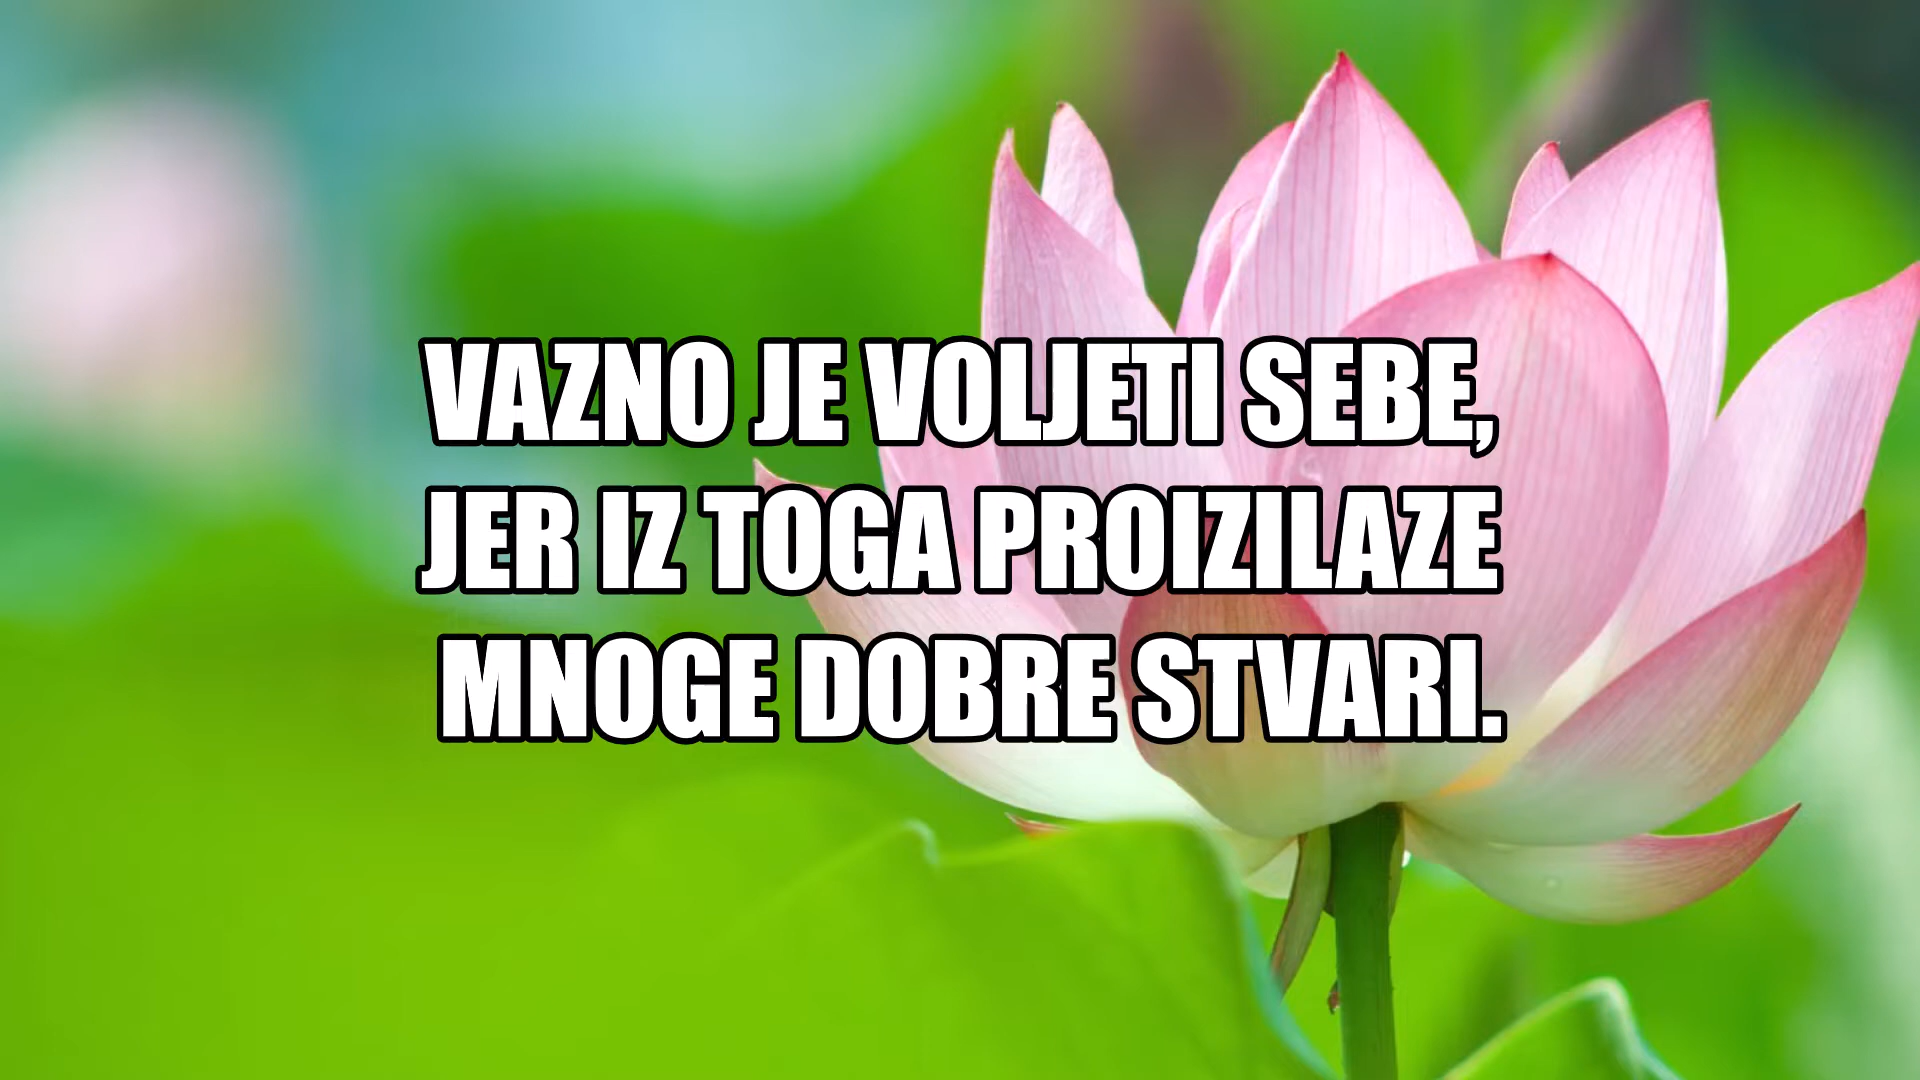 VAZNO JE VOLJETI SEBE,
JER IZ TOGA PROIZILAZE
MNOGE DOBRE STVARI.